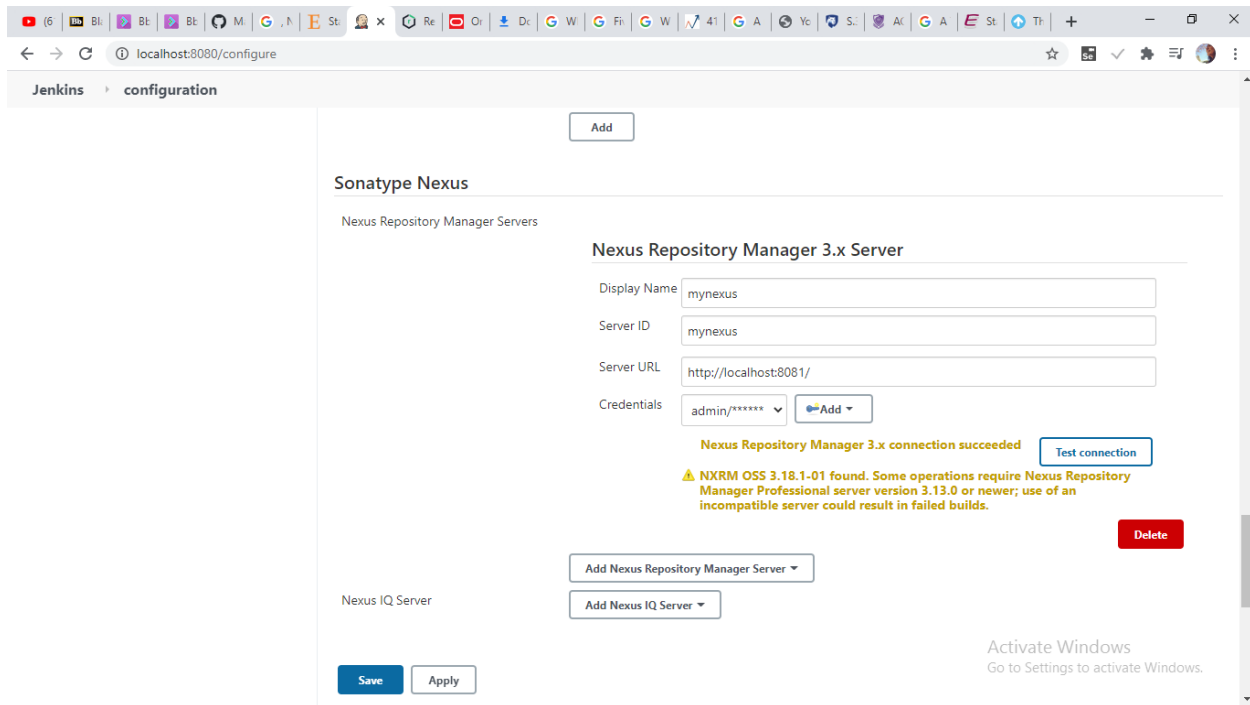 localhost:8080/configure
Jenkins configuration
Add
Sonatype Nexus
Nexus Repository Manager Servers
Nexus Repository Manager 3.x Server
Display Name mynexus
Server ID mynexus
Server URL http://localhost:8081/
Credentials admin/****** Add
Nexus Repository Manager 3.x connection succeeded Test connection
NXRM OSS 3.18.1-01 found. Some operations require Nexus Repository
Manager Professional server version 3.13.0 or newer; use of an
incompatible server could result in failed builds.
Delete
Add Nexus Repository Manager Server
Nexus IQ Server Add Nexus IQ Server
Activate Windows
Go to Settings to activate Windows.
Save Apply